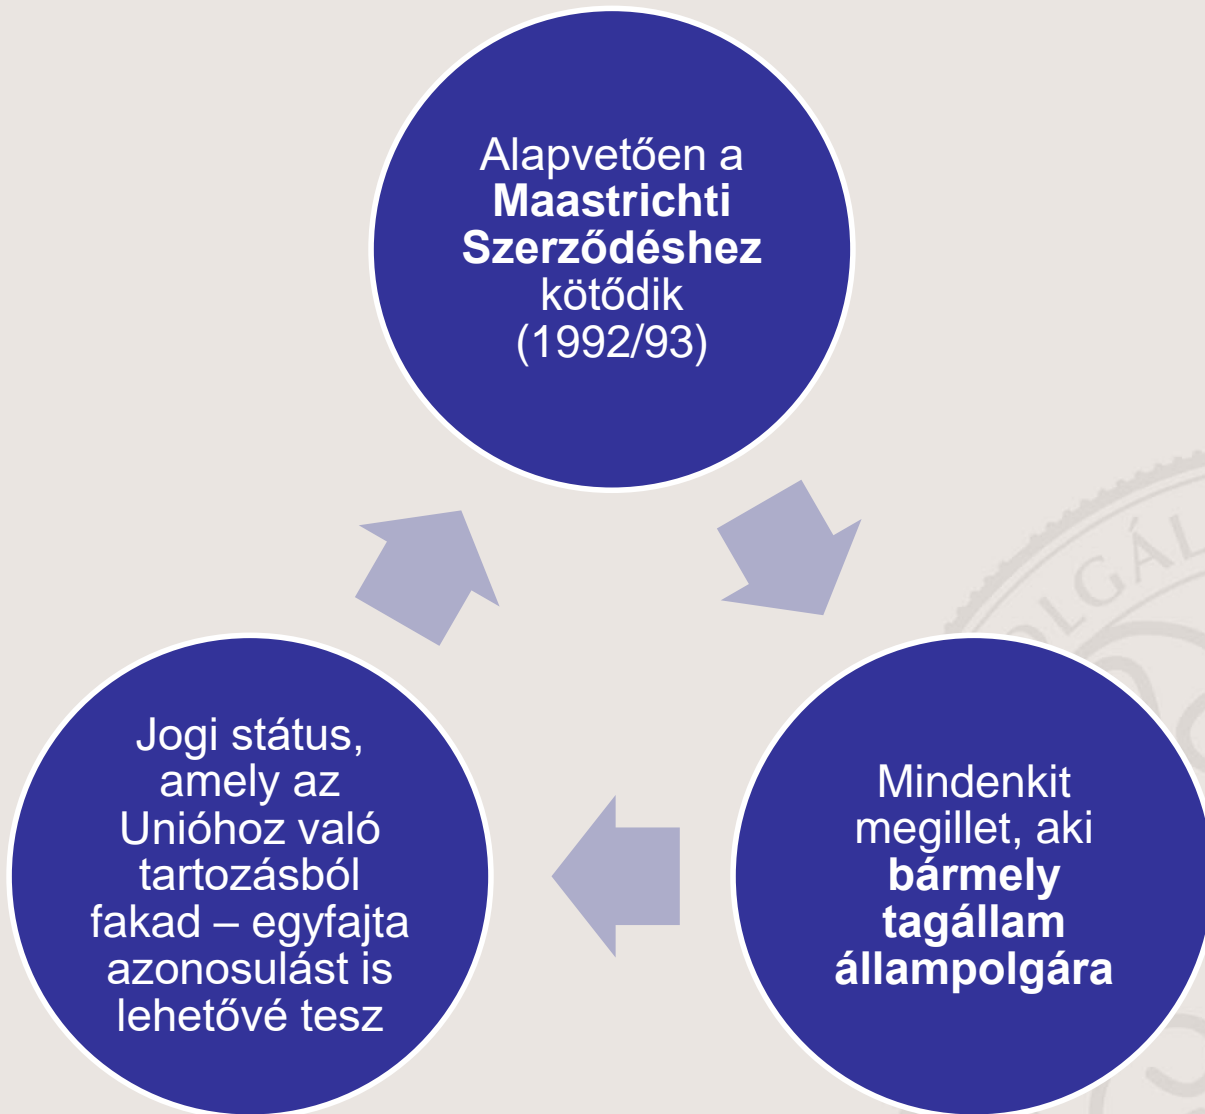 Alapvetően a
Maastrichti
Szerződéshez
kötődik
(1992/93)
Mindenkit
megillet, aki
bármely
tagállam
állampolgára
Jogi státus,
amely az
Unióhoz való
tartozásból
fakad – egyfajta
azonosulást is
lehetővé tesz